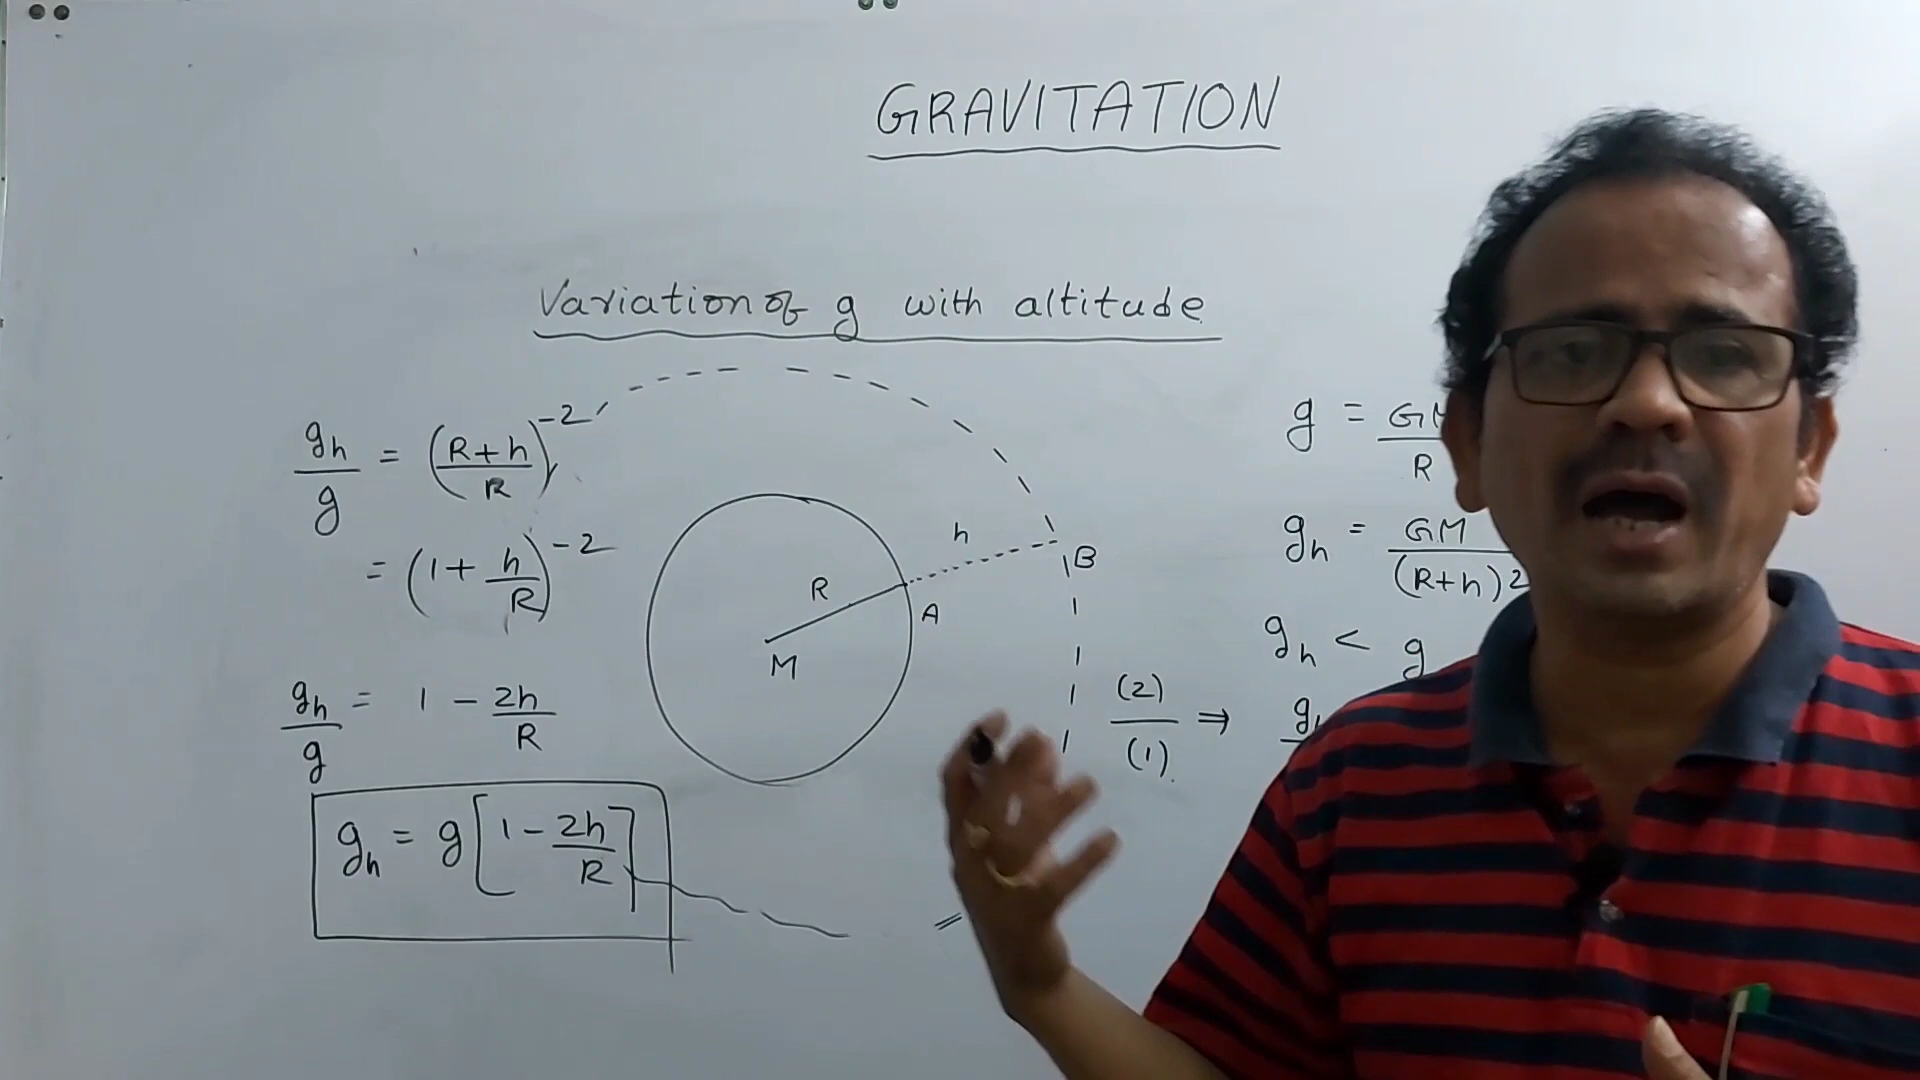 GRAVITATION
Variation of g with altitude
gh/g = (R+h/R)^-2
= (1+h/R)^-2
gh/g = 1 - 2h/R
gh = g[1 - 2h/R]
h
B
R
A
M
(2)/(1) ⇒
g = GM/R
gh = GM/(R+h)2
gh < g
=